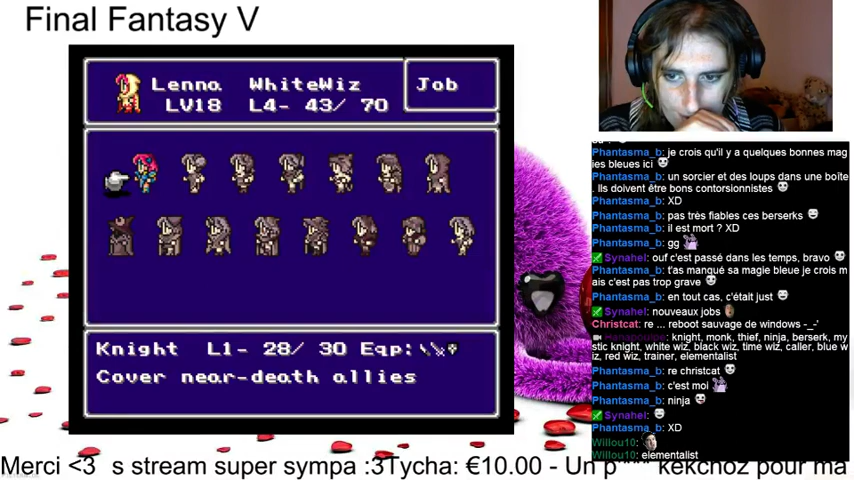 Final Fantasy V
Lenna WhiteWiz
LV18 L4- 43/ 70
Job
Knight L1- 28/ 30 Eqp:
Cover near-death allies
Phantasma_b: je crois qu'il y a quelques bonnes mag
ies bleues ici
Phantasma_b: un sorcier et des loups dans une boîte
. Ils doivent être bons contorsionnistes
Phantasma_b: XD
Phantasma_b: pas très fiables ces berserks
Phantasma_b: il est mort ? XD
Phantasma_b: gg
Synahel: ouf c'est passé dans les temps, bravo
Phantasma_b: t'as manqué sa magie bleue je crois m
ais c'est pas trop grave
Phantasma_b: en tout cas, c'était just
Synahel: nouveaux jobs
Christcat: re ... reboot sauvage de windows -_-'
knight, monk, thief, ninja, berserk, my
stic knight, white wiz, black wiz, time wiz, caller, blue w
iz, red wiz, trainer, elementalist
Phantasma_b: re christcat
Phantasma_b: c'est moi
Phantasma_b: ninja
Synahel:
Phantasma_b: XD
Willou10:
Willou10: elementalist
Merci <3 s stream super sympa :3Tycha: €10.00 - Un p*** kekchoz pour ma